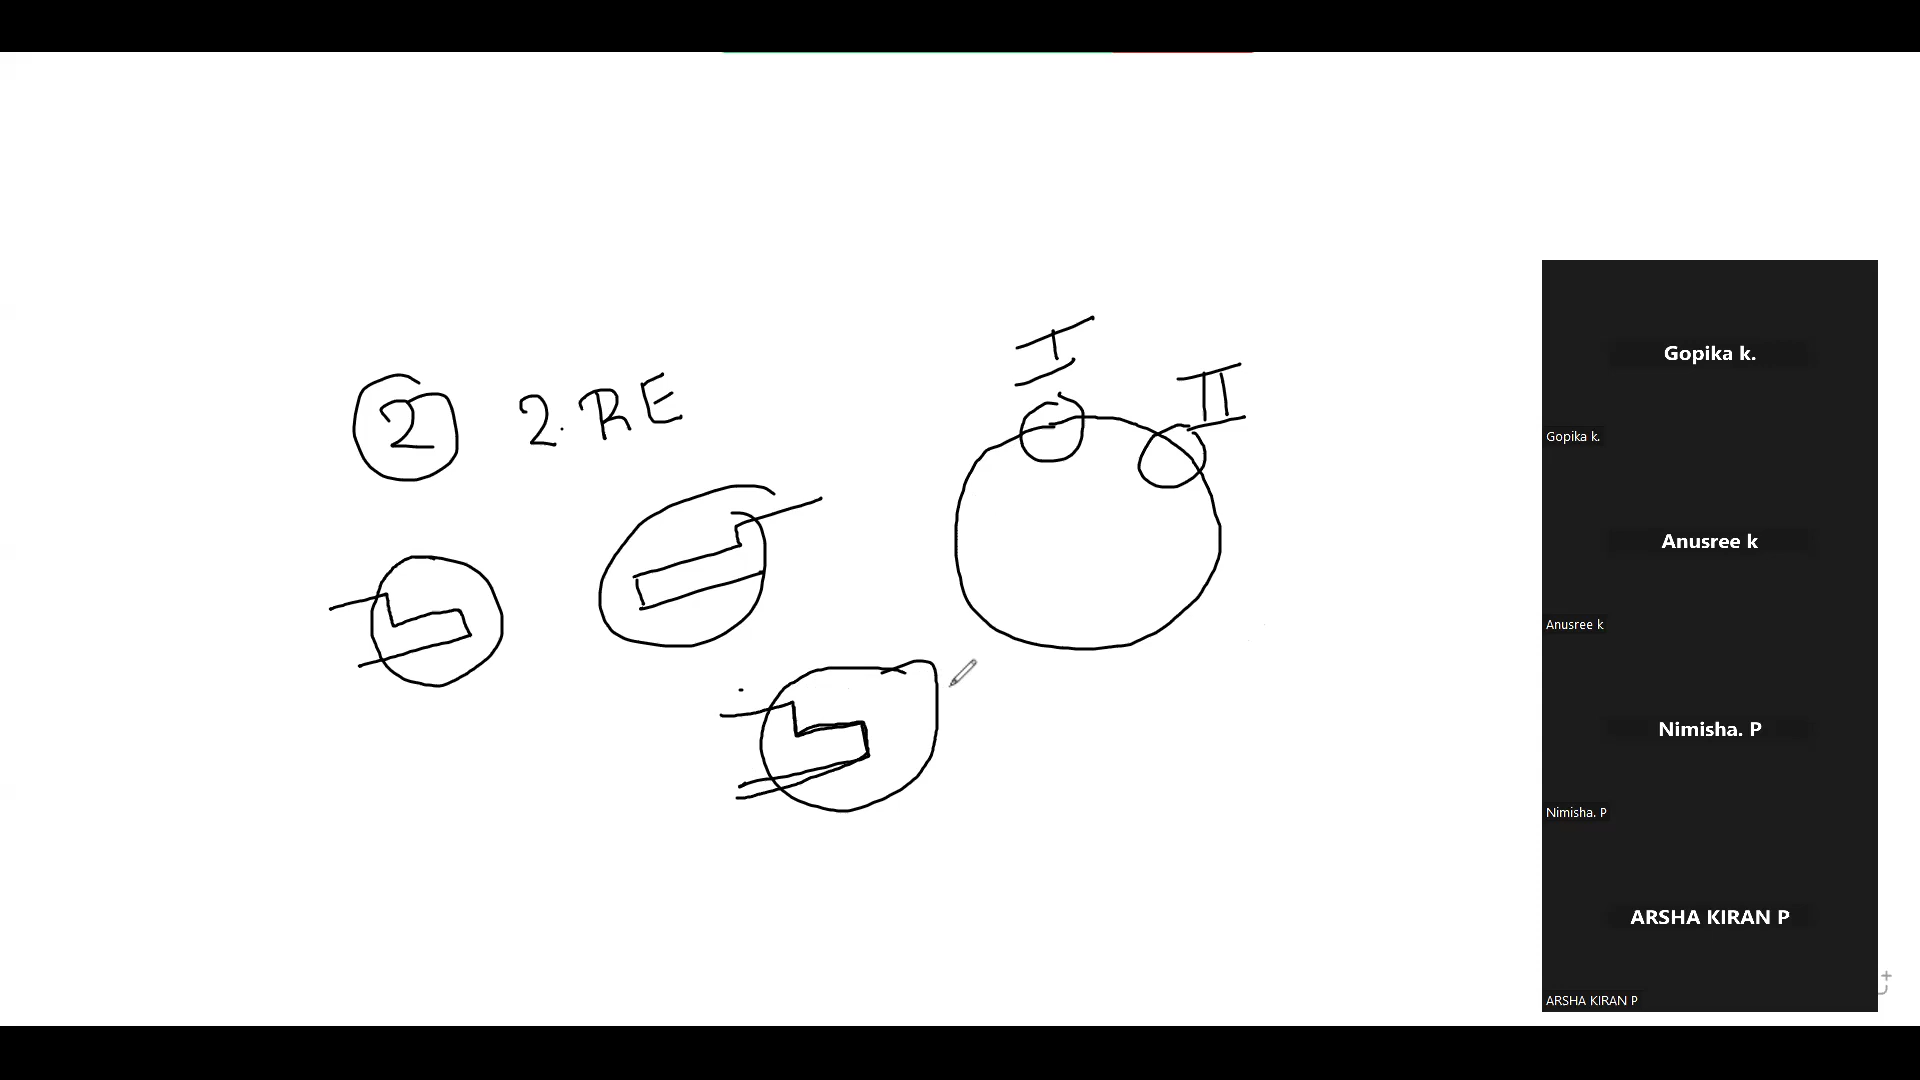 I
II
2 2. RE
Gopika k.
Gopika k.
Anusree k
Anusree k
Nimisha. P
Nimisha. P
ARSHA KIRAN P
ARSHA KIRAN P